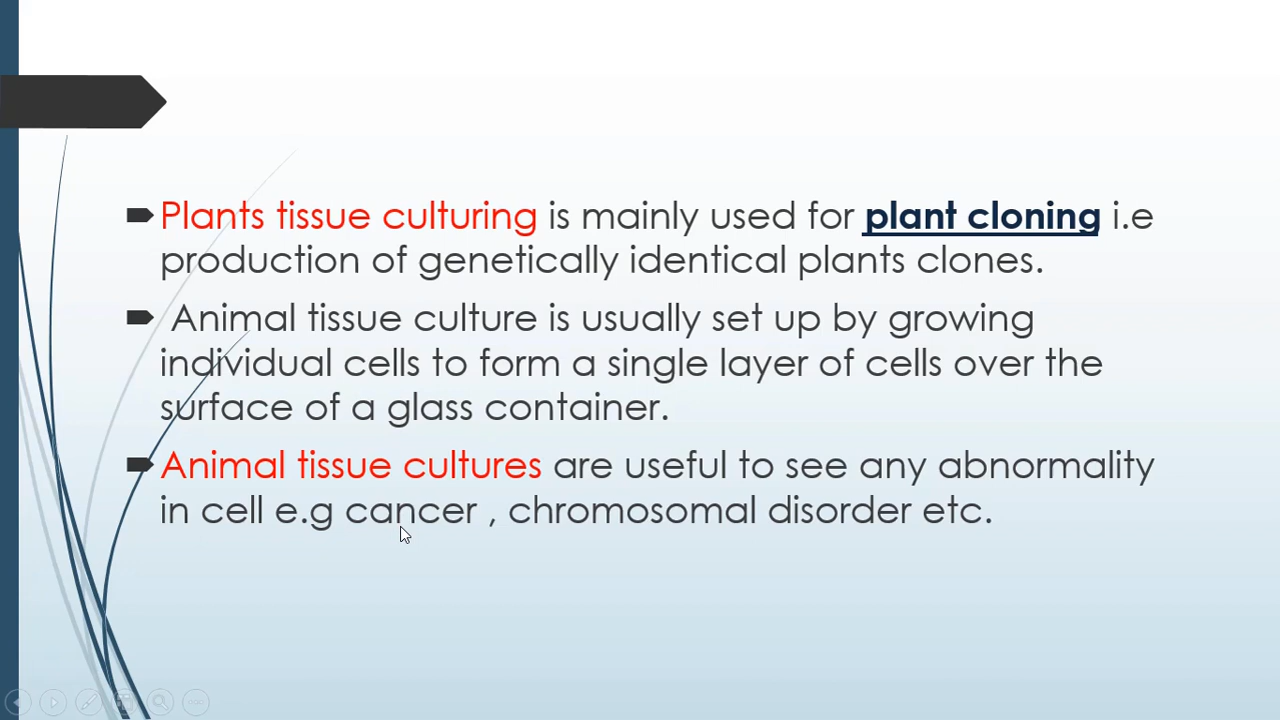 Plants tissue culturing is mainly used for plant cloning i.e
production of genetically identical plants clones.
Animal tissue culture is usually set up by growing
individual cells to form a single layer of cells over the
surface of a glass container.
Animal tissue cultures are useful to see any abnormality
in cell e.g cancer , chromosomal disorder etc.